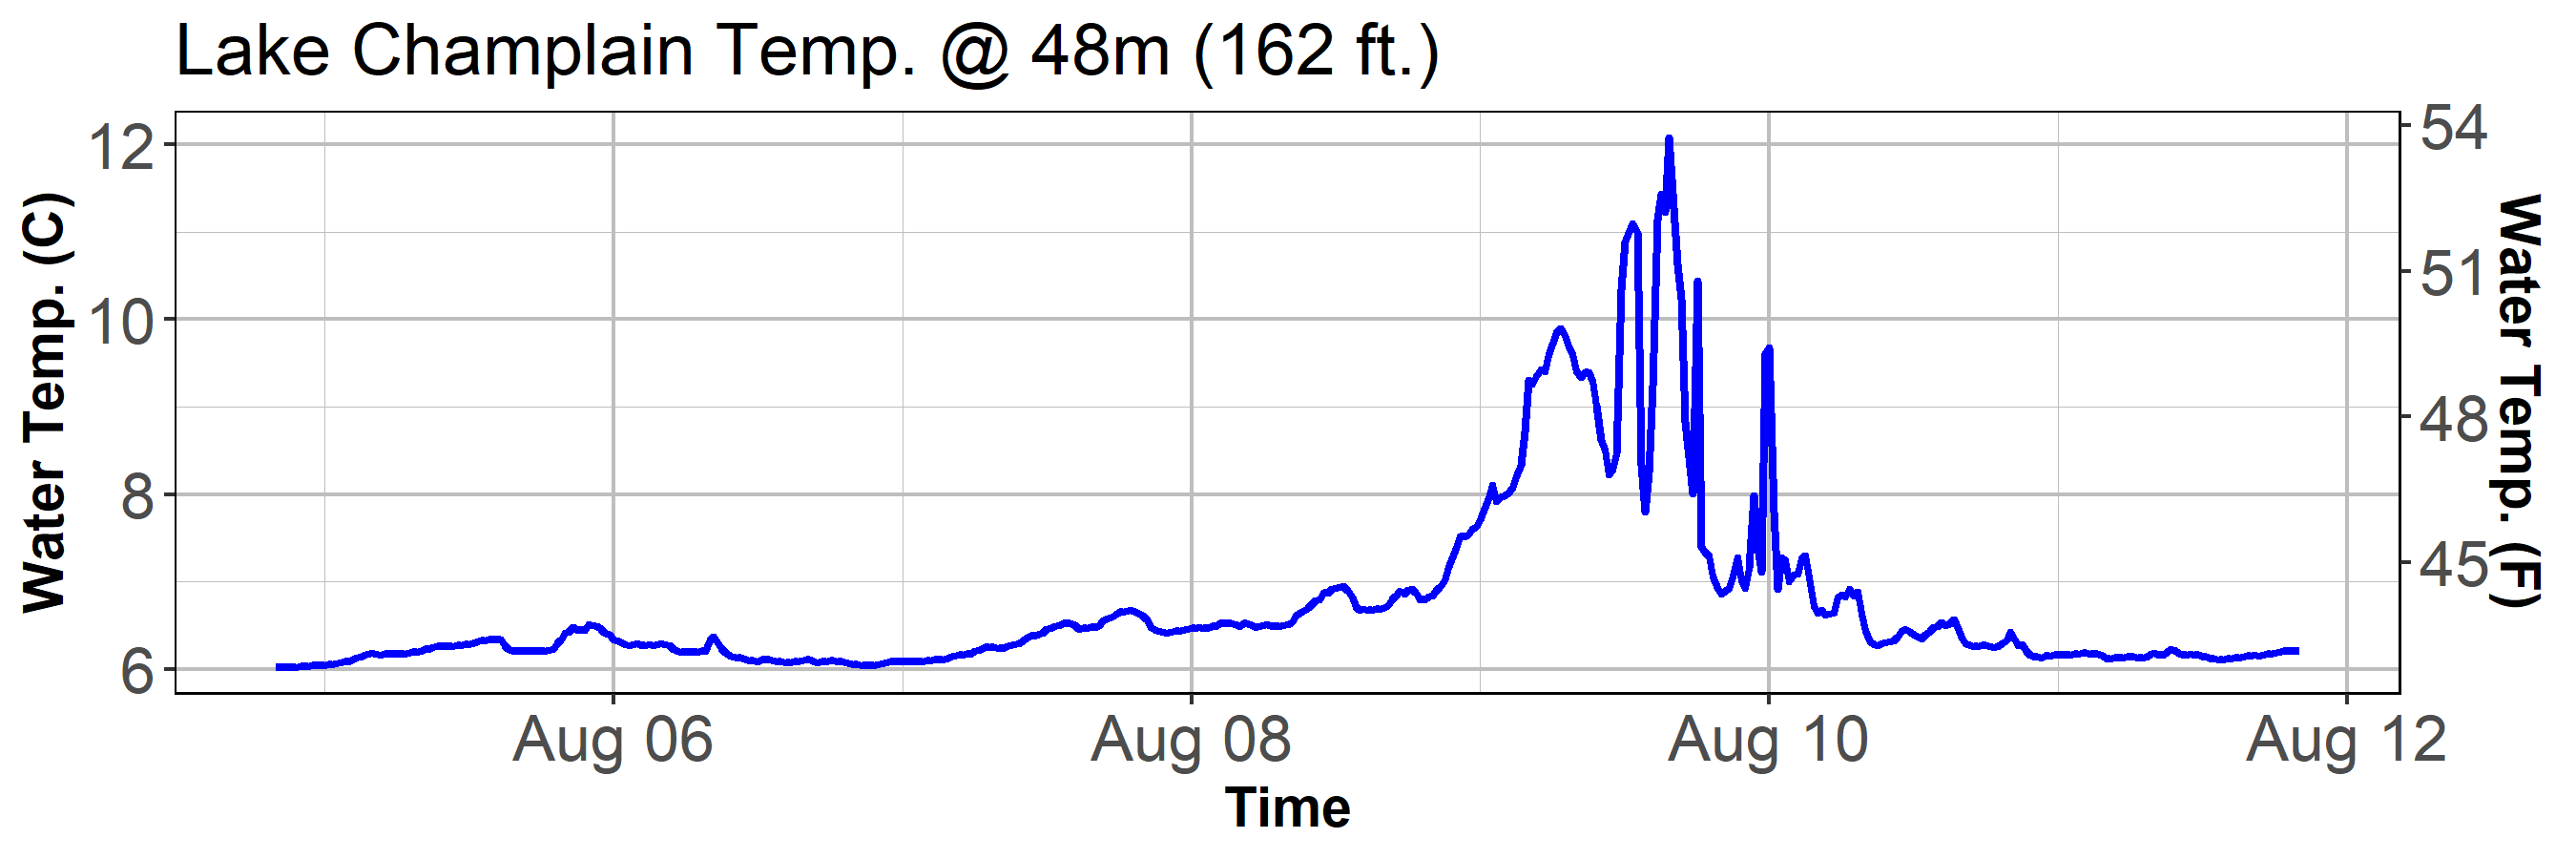 Lake Champlain Temp. @ 48m (162 ft.)
Water Temp. (C)
12
10
8
6
54
51
48
45
Water Temp. (F)
Aug 06
Aug 08
Aug 10
Aug 12
Time